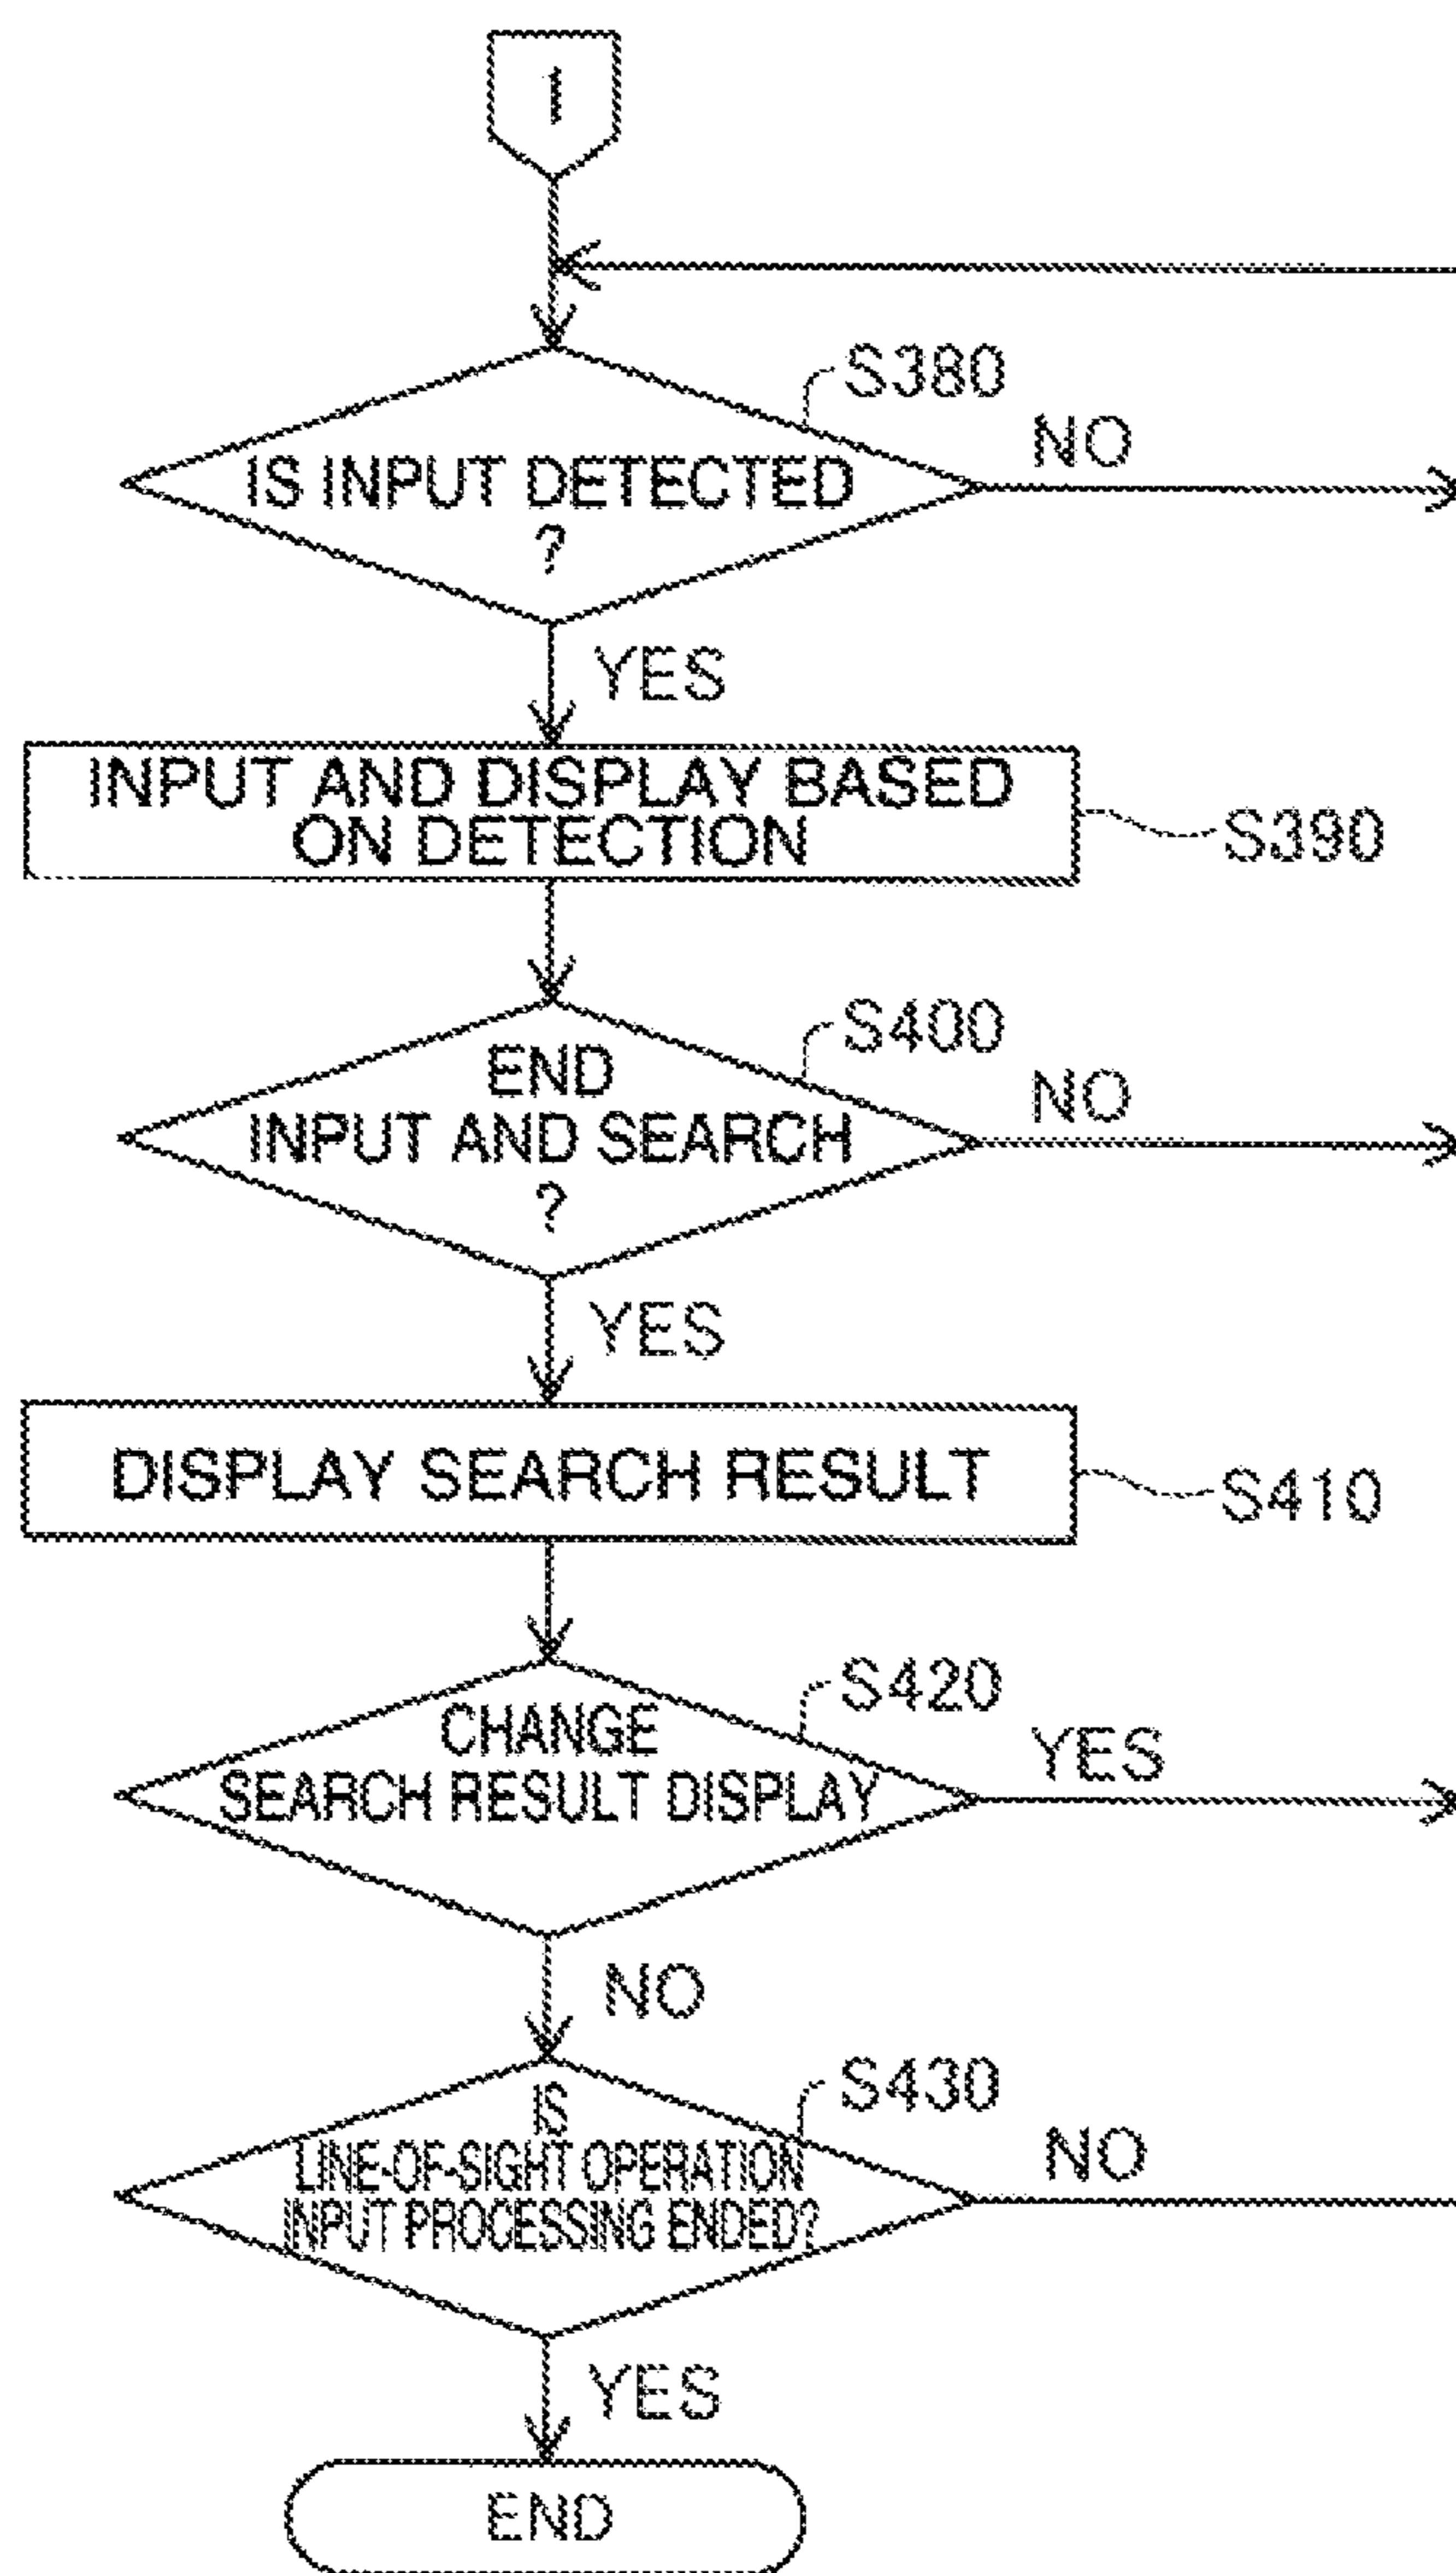 1
S380
NO
IS INPUT DETECTED
?
YES
INPUT AND DISPLAY BASED
ON DETECTION
S390
S400
END
NO
INPUT AND SEARCH
?
YES
DISPLAY SEARCH RESULT
S410
S420
CHANGE
YES
SEARCH RESULT DISPLAY
NO
S430
IS
NO
LINE-OF-SIGHT OPERATION
INPUT PROCESSING ENDED?
YES
END